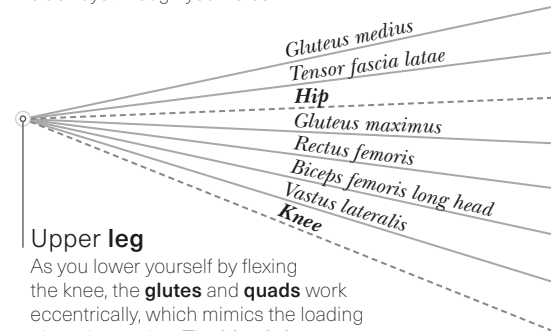 Gluteus medius
Tensor fascia latae
Hip
Gluteus maximus
Rectus femoris
Biceps femoris long head
Vastus lateralis
Knee
Upper leg
As you lower yourself by flexing
the knee, the glutes and quads work
eccentrically, which mimics the loading